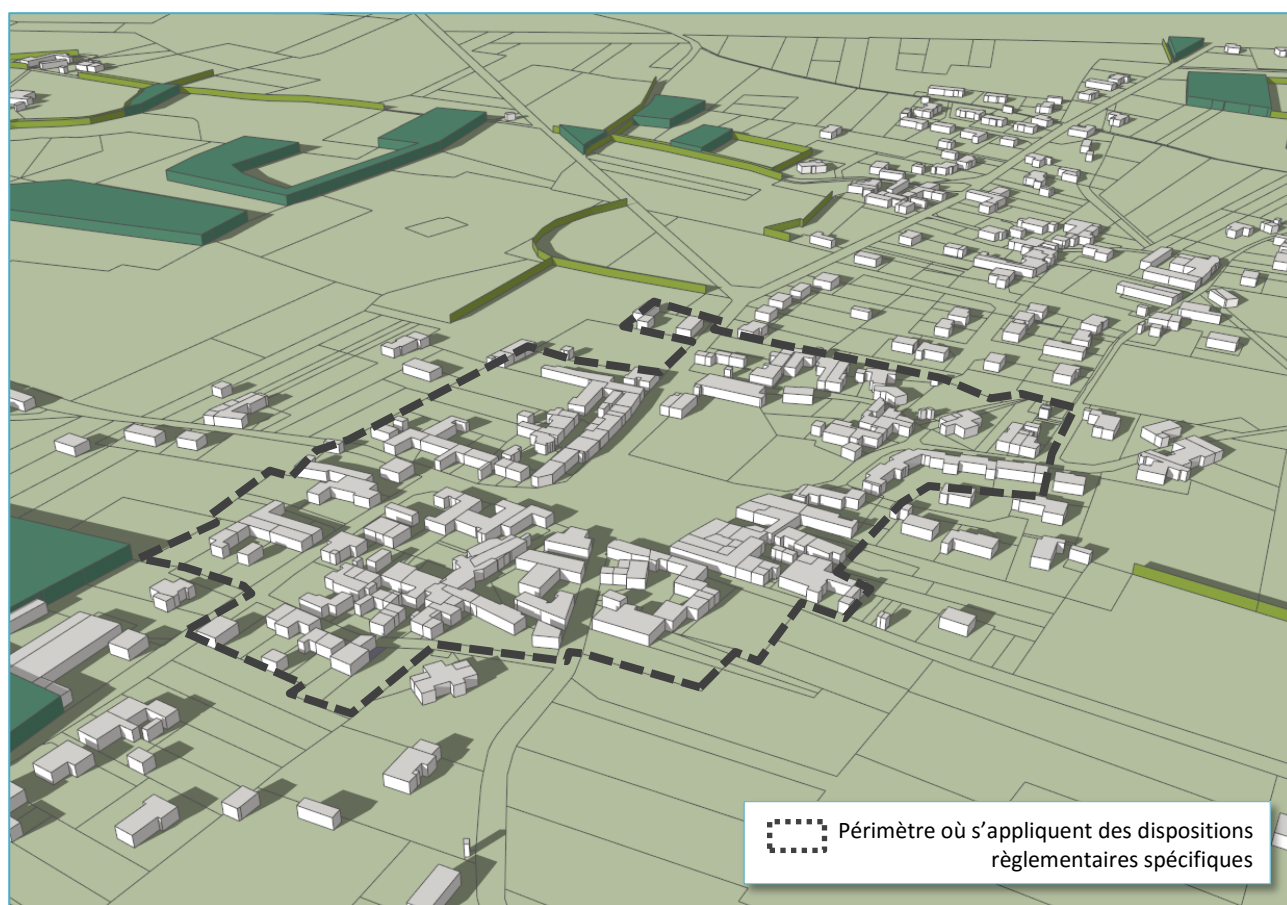 Périmètre où s’appliquent des dispositions
règlementaires spécifiques